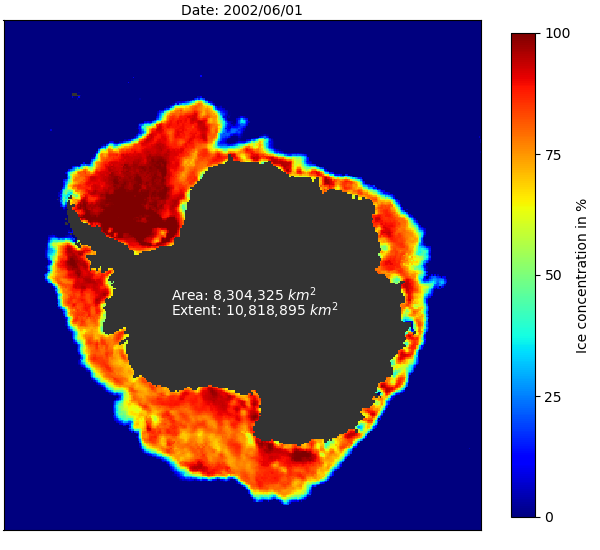 Date: 2002/06/01
Area: 8,304,325 km²
Extent: 10,818,895 km²
100
75
50
25
0
Ice concentration in %